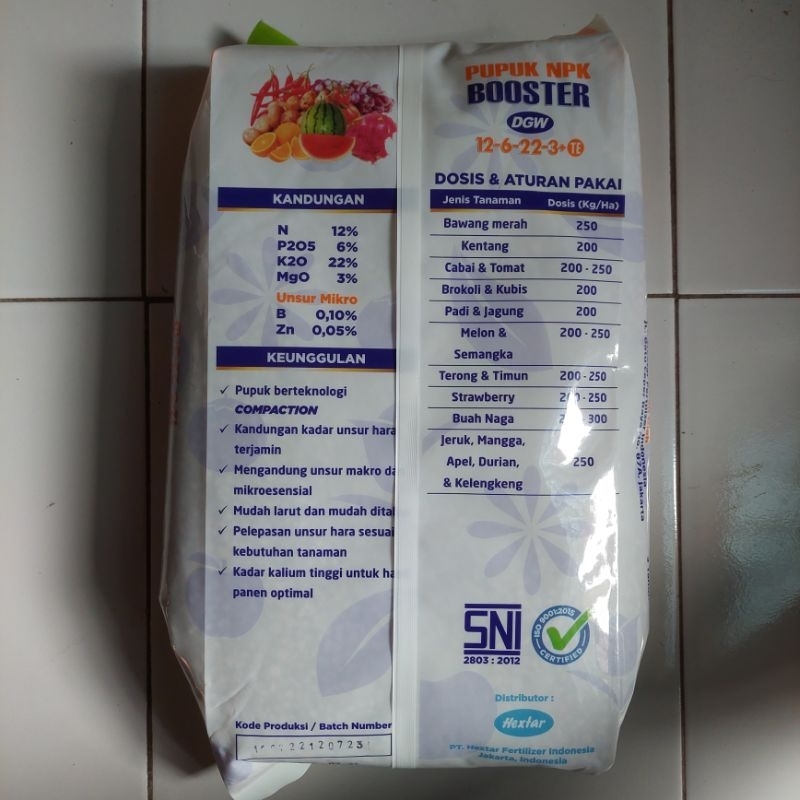 PUPUK NPK
BOOSTER
DGW
12-6-22-3+TE
KANDUNGAN
N 12%
P2O5 6%
K2O 22%
MgO 3%
Unsur Mikro
B 0,10%
Zn 0,05%
KEUNGGULAN
✓ Pupuk berteknologi
COMPACTION
✓ Kandungan kadar unsur hara
terjamin
✓ Mengandung unsur makro
mikroesensial
✓ Mudah larut dan mudah
✓ Pelepasan unsur hara sesuai
kebutuhan tanaman
✓ Kadar kalium tinggi untuk
panen optimal
Kode Produksi / Batch Number
DOSIS & ATURAN PAKAI
Jenis Tanaman Dosis (Kg/Ha)
Bawang merah 250
Kentang 200
Cabai & Tomat 200 - 250
Brokoli & Kubis 200
Padi & Jagung 200
Melon & 200 - 250
Semangka
Terong & Timun 200 - 250
Strawberry - 250
Buah Naga 300
Jeruk, Mangga,
Apel, Durian, 250
& Kelengkeng
SNI
2803 : 2012
ISO 9001:2015
CERTIFIED
Distributor :
Hextar
PT. Hextar Fertilizer Indonesia
Jakarta, Indonesia